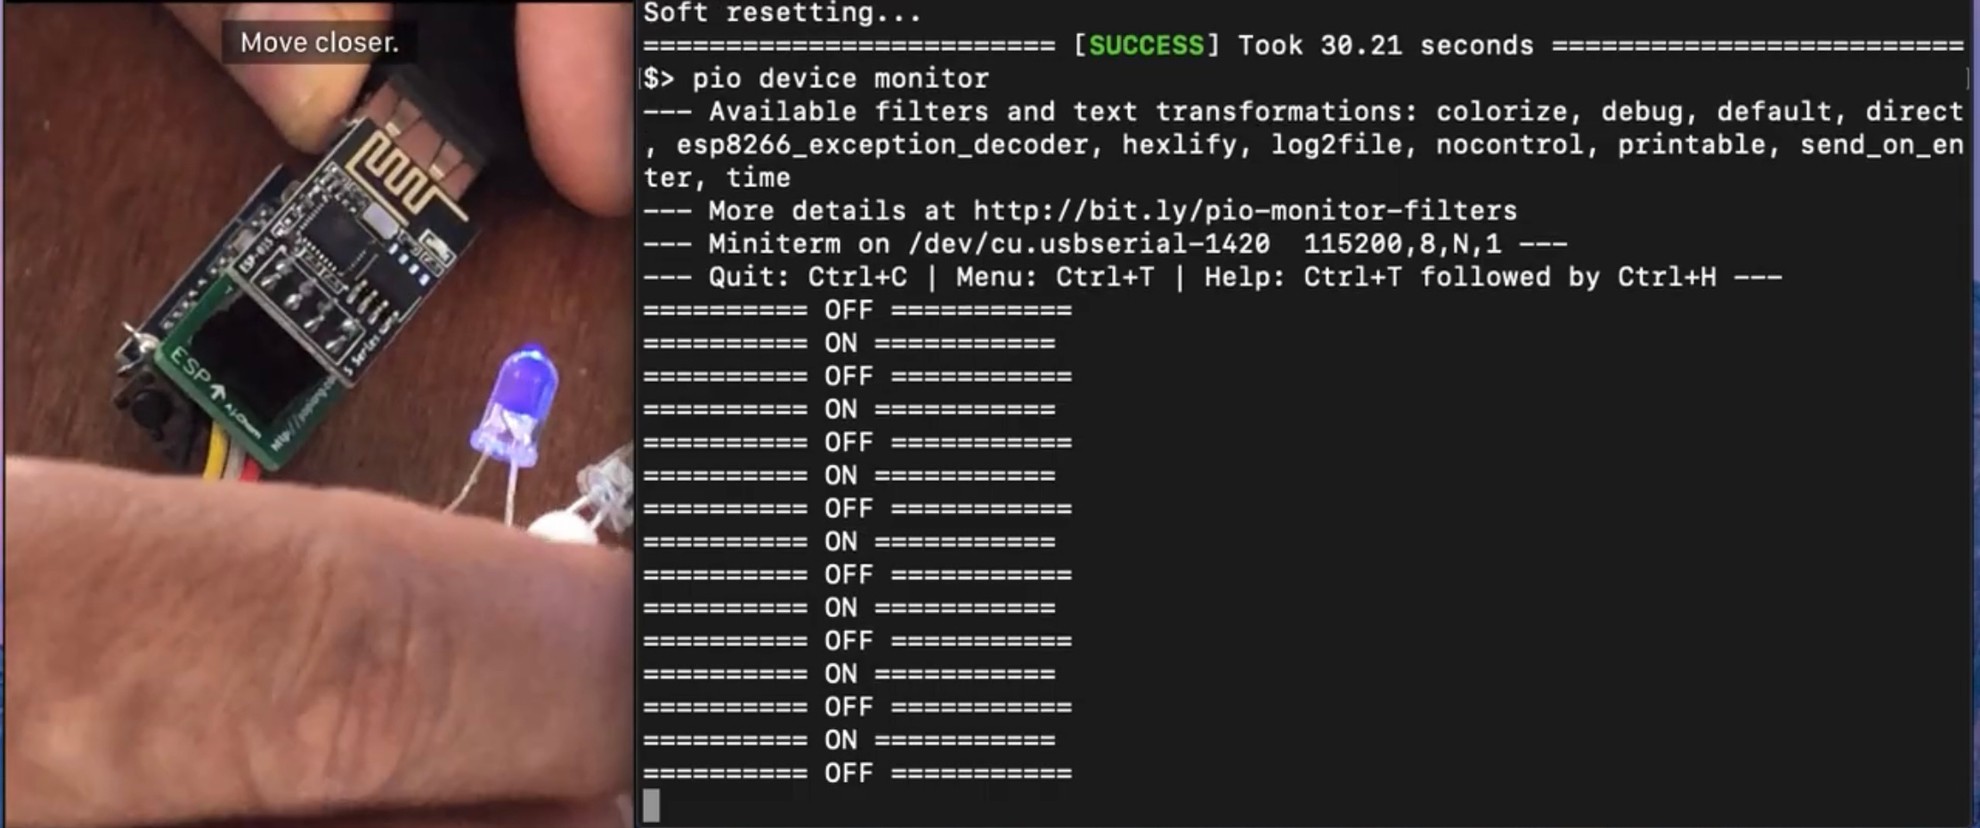 Move closer.
ESP-01S
ESP
Soft resetting...
========================= [SUCCESS] Took 30.21 seconds =========================
$> pio device monitor
--- Available filters and text transformations: colorize, debug, default, direct
, esp8266_exception_decoder, hexlify, log2file, nocontrol, printable, send_on_en
ter, time
--- More details at http://bit.ly/pio-monitor-filters
--- Miniterm on /dev/cu.usbserial-1420  115200,8,N,1 ---
--- Quit: Ctrl+C | Menu: Ctrl+T | Help: Ctrl+T followed by Ctrl+H ---
========== OFF ===========
========== ON ===========
========== OFF ===========
========== ON ===========
========== OFF ===========
========== ON ===========
========== OFF ===========
========== ON ===========
========== OFF ===========
========== ON ===========
========== OFF ===========
========== ON ===========
========== OFF ===========
========== ON ===========
========== OFF ===========